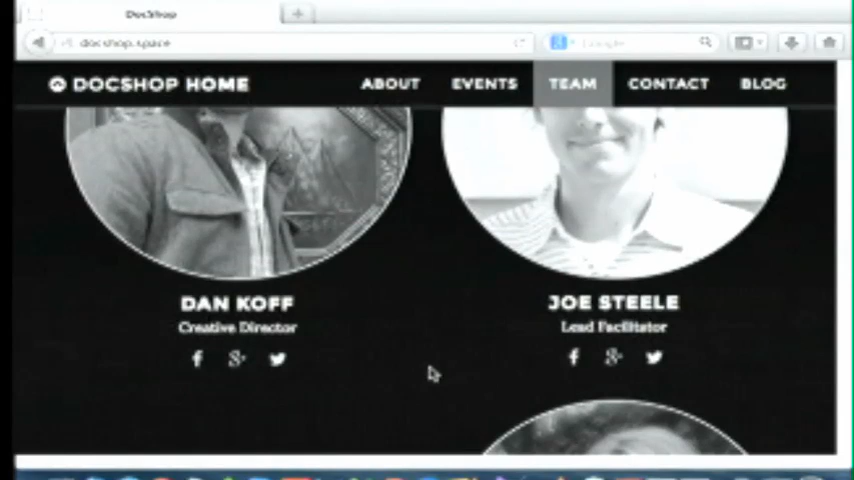 DocShop
docshop.space
Google
DOCSHOP HOME
ABOUT
EVENTS
TEAM
CONTACT
BLOG
DAN KOFF
Creative Director
JOE STEELE
Lead Facilitator